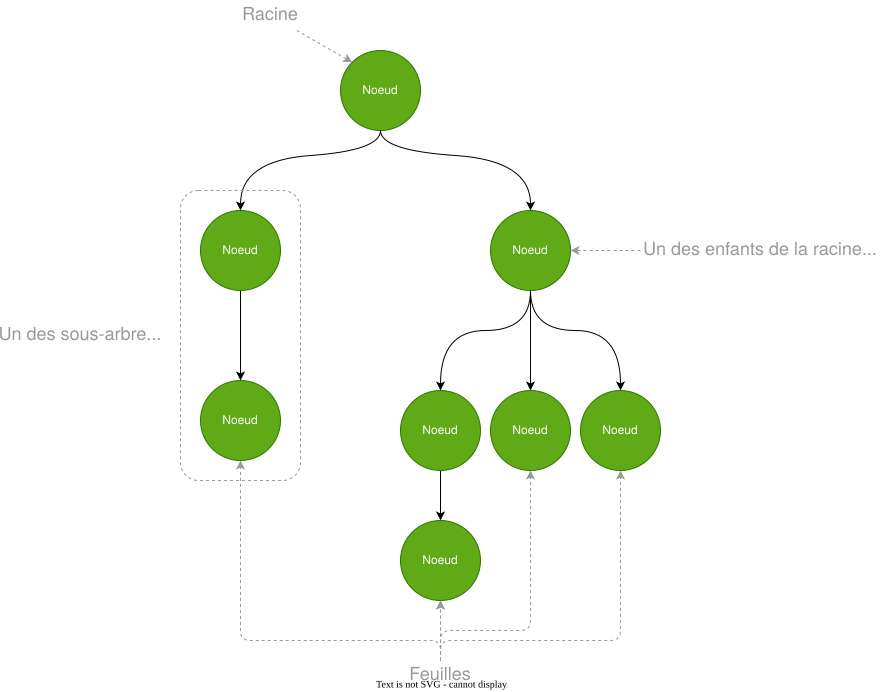 Racine
Noeud
Noeud
Noeud
Un des enfants de la racine...
Un des sous-arbre...
Noeud
Noeud
Noeud
Noeud
Noeud
Feuilles
Text is not SVG - cannot display